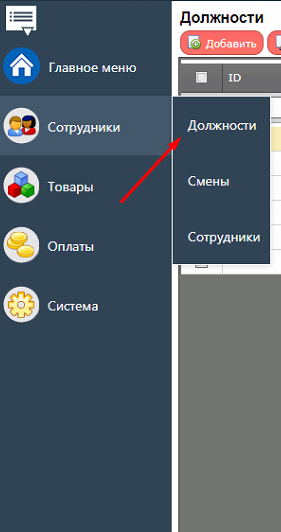 Должности
Добавить
ID
Главное меню
Сотрудники
Товары
Оплаты
Система
Должности
Смены
Сотрудники